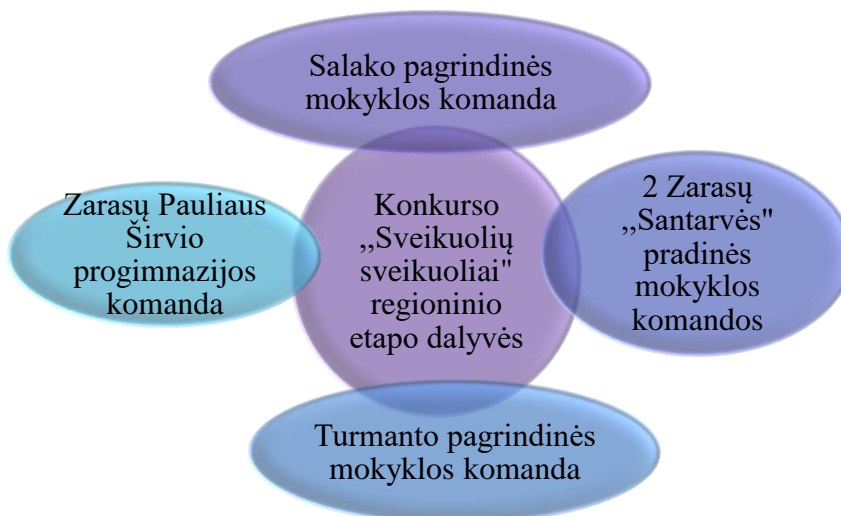 Salako pagrindinės
mokyklos komanda
Zarasų Pauliaus
Širvio
progimnazijos
komanda
Konkurso
,,Sveikuolių
sveikuoliai"
regioninio
etapo dalyvės
2 Zarasų
,,Santarvės"
pradinės
mokyklos
komandos
Turmanto pagrindinės
mokyklos komanda